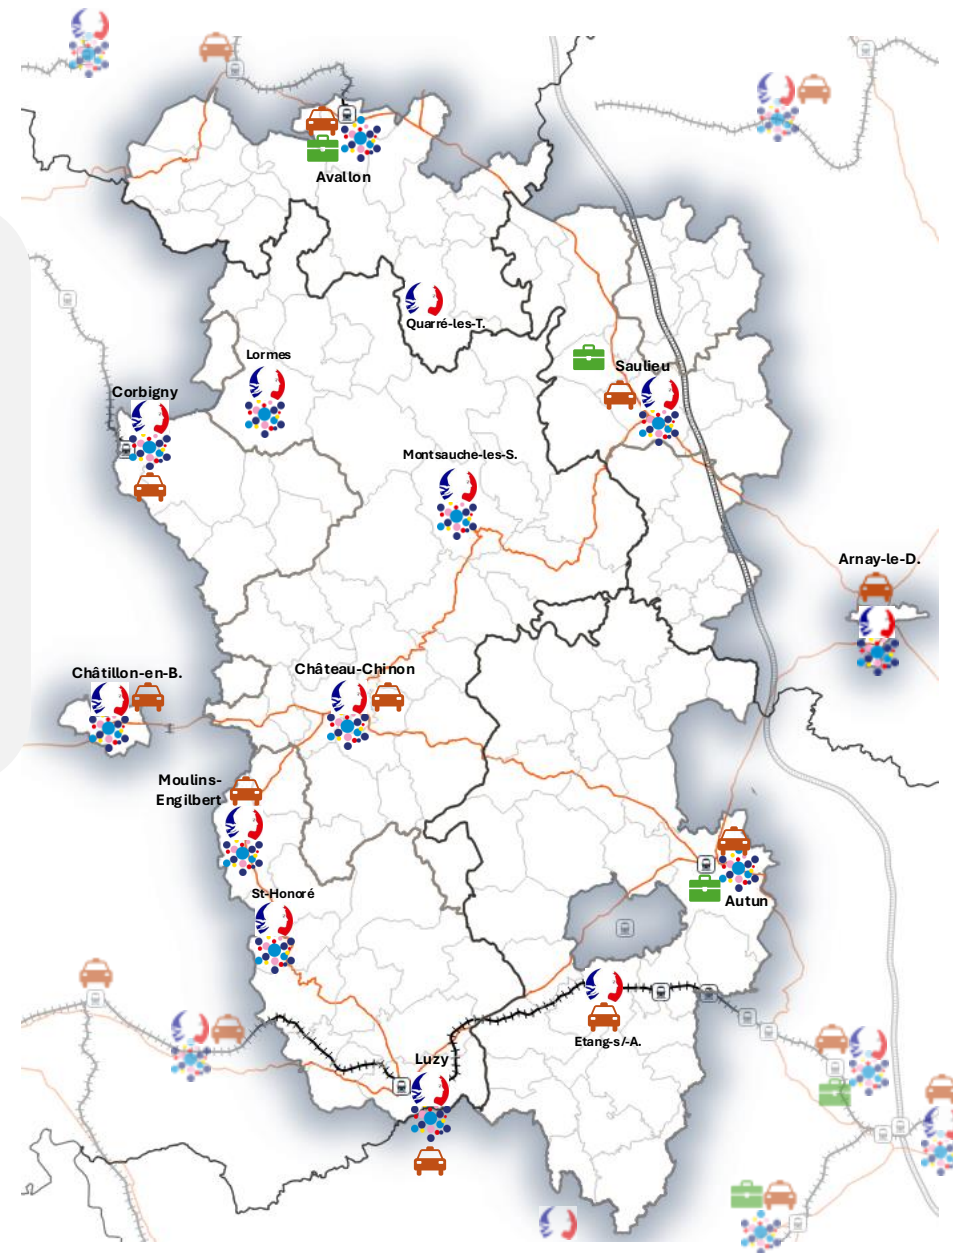 Avallon
Quarré-les-T.
Lormes
Saulieu
Corbigny
Montsauche-les-S.
Arnay-le-D.
Château-Chinon
Châtillon-en-B.
Moulins-
Engilbert
St-Honoré
Autun
Etang-s/-A.
Luzy